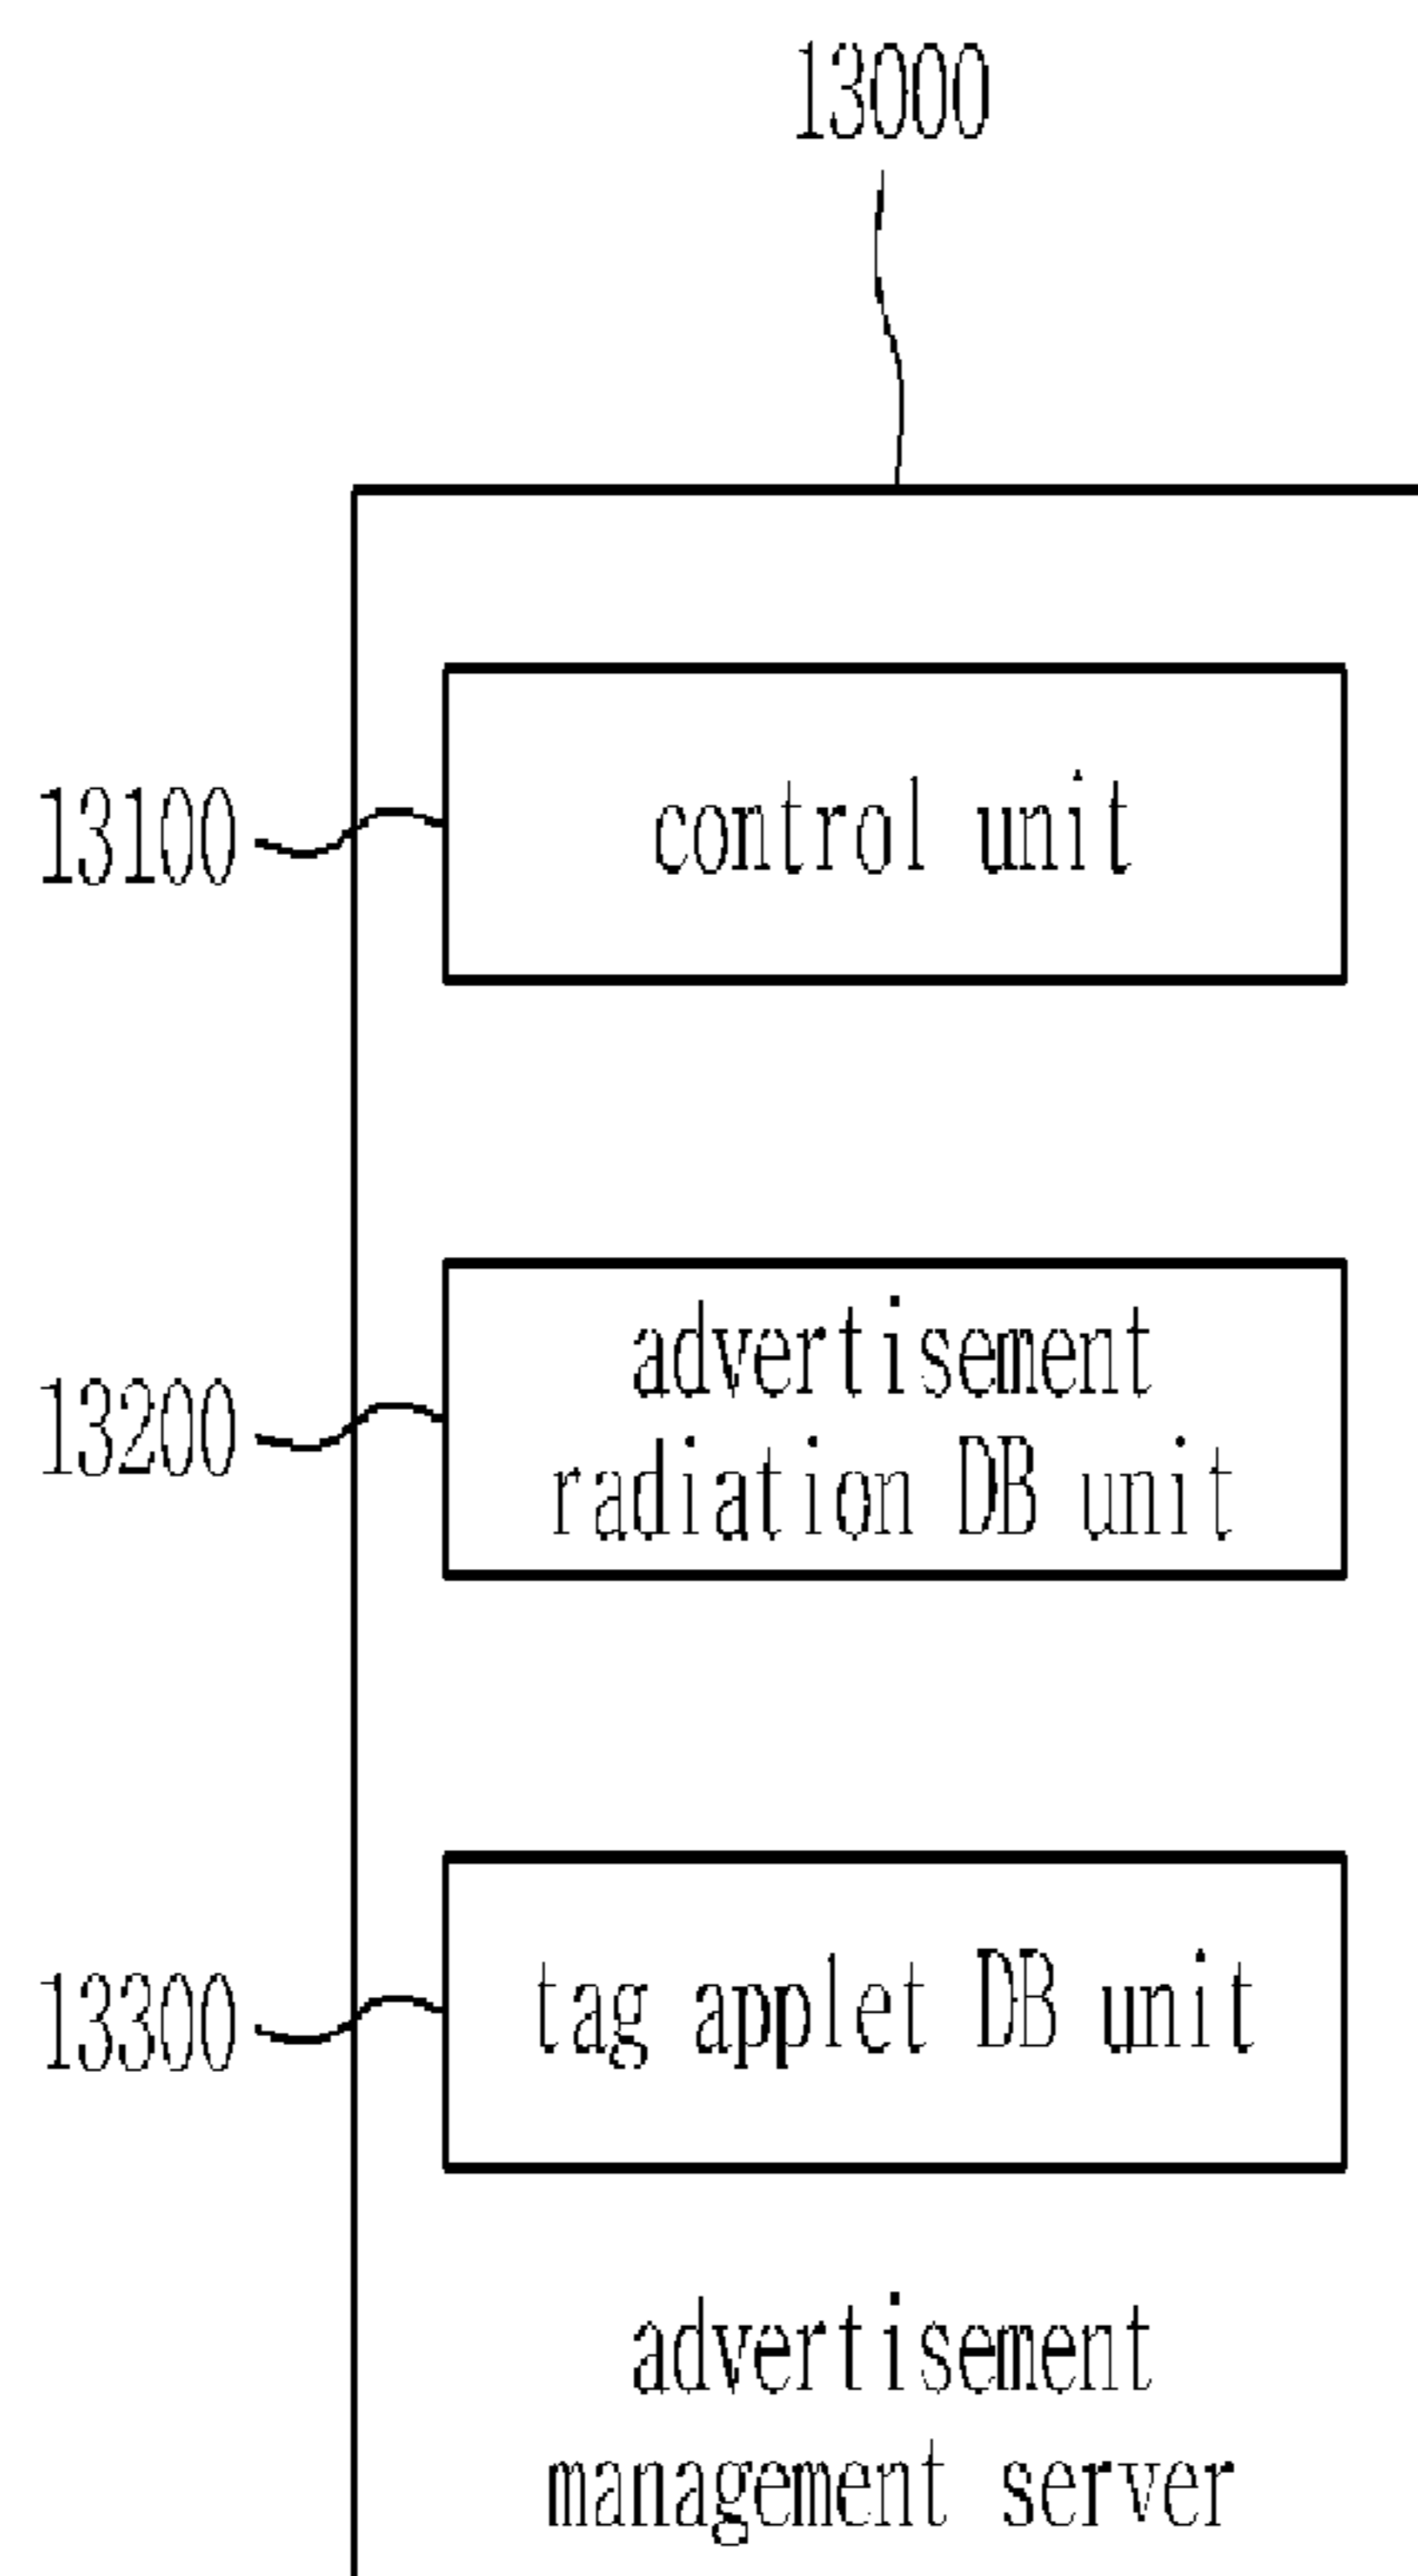 13000
13100
control unit
13200
advertisement
radiation DB unit
13300
tag applet DB unit
advertisement
management server